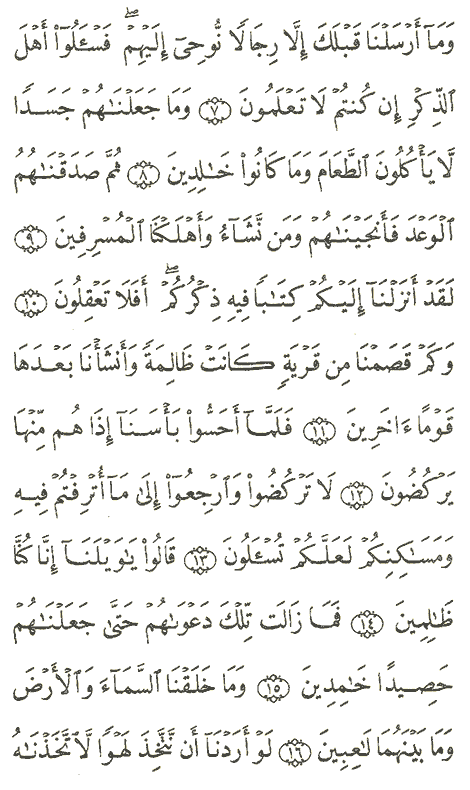 وَمَآ أَرۡسَلۡنَا قَبۡلَكَ إِلَّا رِجَالٗا نُّوحِيٓ إِلَيۡهِمۡۖ فَسۡـَٔلُوٓاْ أَهۡلَ
ٱلذِّكۡرِ إِن كُنتُمۡ لَا تَعۡلَمُونَ ٧ وَمَا جَعَلۡنَٰهُمۡ جَسَدٗا
لَّا يَأۡكُلُونَ ٱلطَّعَامَ وَمَا كَانُواْ خَٰلِدِينَ ٨ ثُمَّ صَدَقۡنَٰهُمُ
ٱلۡوَعۡدَ فَأَنجَيۡنَٰهُمۡ وَمَن نَّشَآءُ وَأَهۡلَكۡنَا ٱلۡمُسۡرِفِينَ ٩
لَقَدۡ أَنزَلۡنَآ إِلَيۡكُمۡ كِتَٰبٗا فِيهِ ذِكۡرُكُمۡۖ أَفَلَا تَعۡقِلُونَ ١٠
وَكَمۡ قَصَمۡنَا مِن قَرۡيَةٖ كَانَتۡ ظَالِمَةٗ وَأَنشَأۡنَا بَعۡدَهَا
قَوۡمًا ءَاخَرِينَ ١١ فَلَمَّآ أَحَسُّواْ بَأۡسَنَآ إِذَا هُم مِّنۡهَا
يَرۡكُضُونَ ١٢ لَا تَرۡكُضُواْ وَٱرۡجِعُوٓاْ إِلَىٰ مَآ أُتۡرِفۡتُمۡ فِيهِ
وَمَسَٰكِنِكُمۡ لَعَلَّكُمۡ تُسۡـَٔلُونَ ١٣ قَالُواْ يَٰوَيۡلَنَآ إِنَّا كُنَّا
ظَٰلِمِينَ ١٤ فَمَا زَالَت تِّلۡكَ دَعۡوَىٰهُمۡ حَتَّىٰ جَعَلۡنَٰهُمۡ
حَصِيدًا خَٰمِدِينَ ١٥ وَمَا خَلَقۡنَا ٱلسَّمَآءَ وَٱلۡأَرۡضَ
وَمَا بَيۡنَهُمَا لَٰعِبِينَ ١٦ لَوۡ أَرَدۡنَآ أَن نَّتَّخِذَ لَهۡوٗا لَّٱتَّخَذۡنَٰهُ